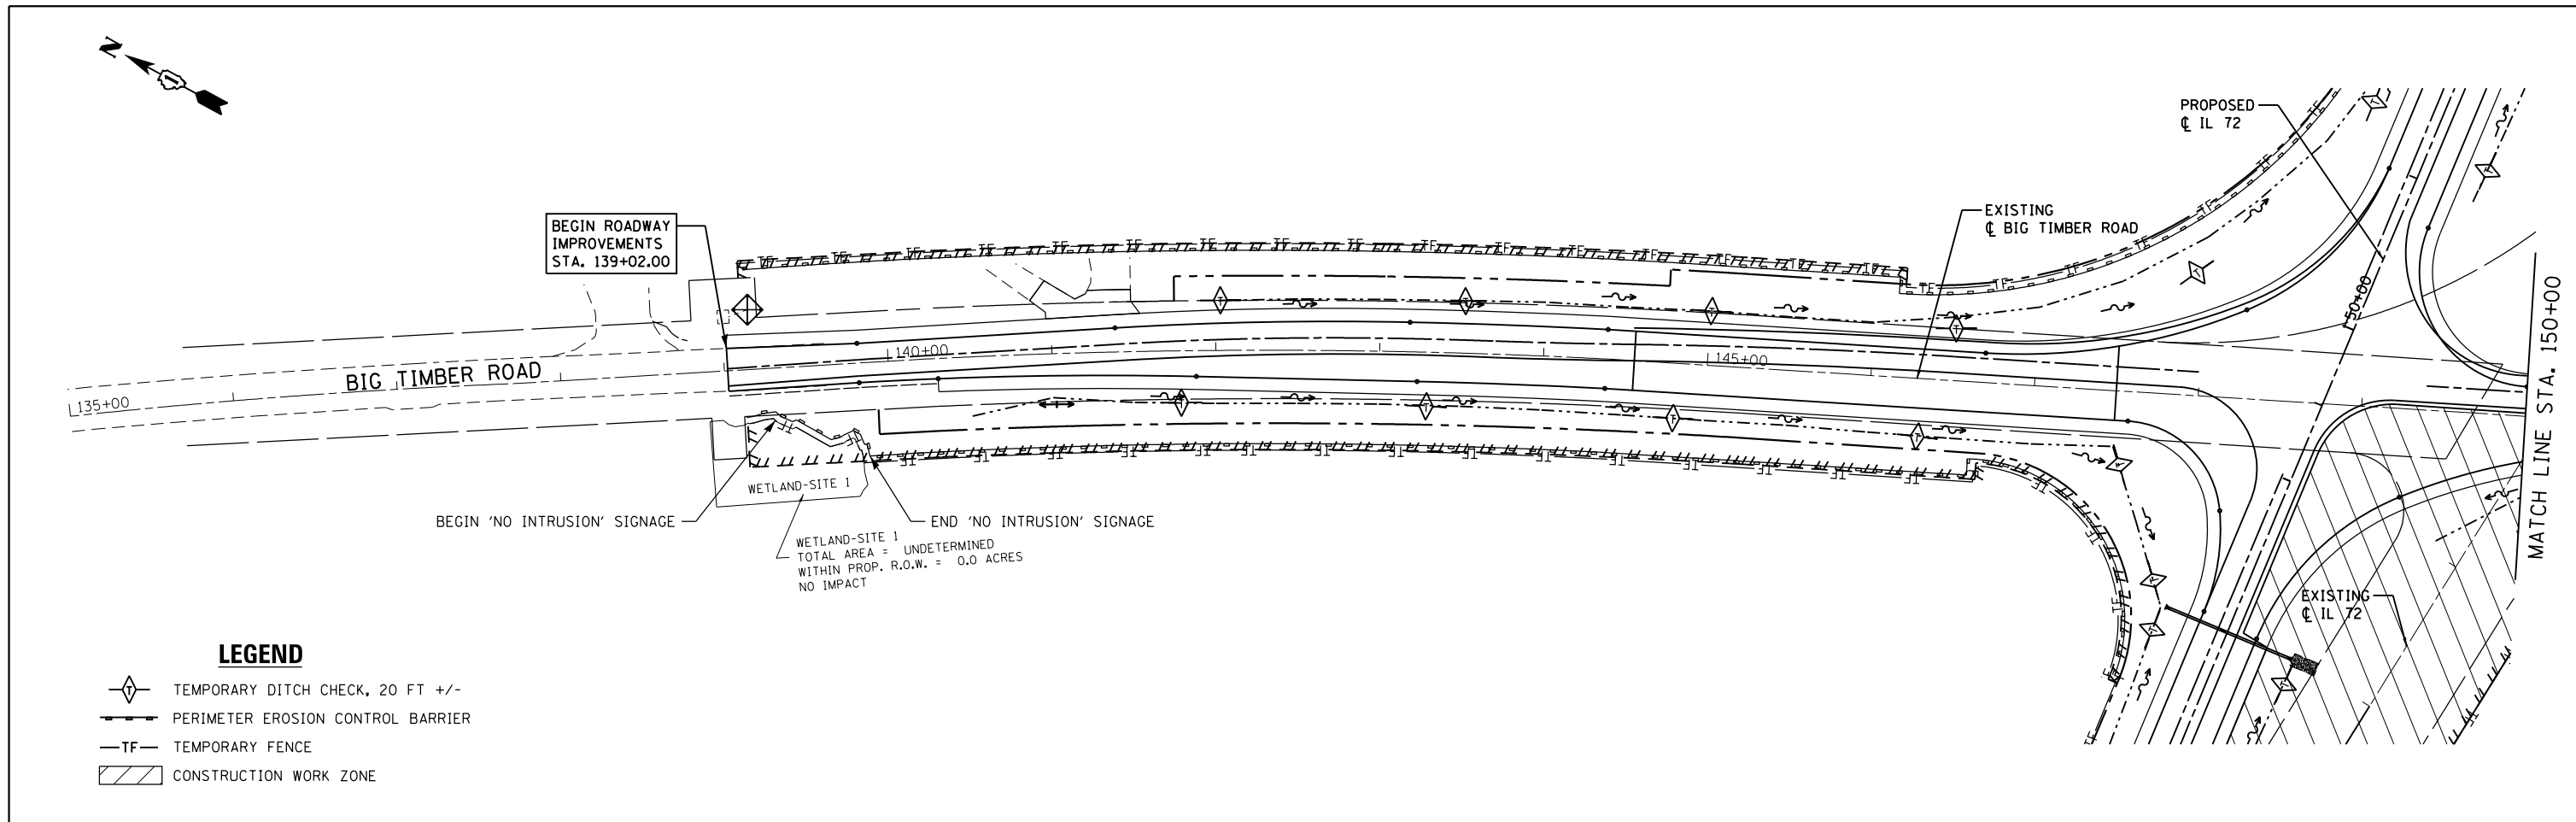 N
PROPOSED
℄ IL 72
EXISTING
℄ BIG TIMBER ROAD
BEGIN ROADWAY
IMPROVEMENTS
STA. 139+02.00
150+00
MATCH LINE STA. 150+00
BIG TIMBER ROAD
135+00
140+00
145+00
WETLAND-SITE 1
BEGIN 'NO INTRUSION' SIGNAGE
END 'NO INTRUSION' SIGNAGE
WETLAND-SITE 1
TOTAL AREA = UNDETERMINED
WITHIN PROP. R.O.W. = 0.0 ACRES
NO IMPACT
EXISTING
℄ IL 72
LEGEND
T TEMPORARY DITCH CHECK, 20 FT +/-
PERIMETER EROSION CONTROL BARRIER
TF TEMPORARY FENCE
CONSTRUCTION WORK ZONE